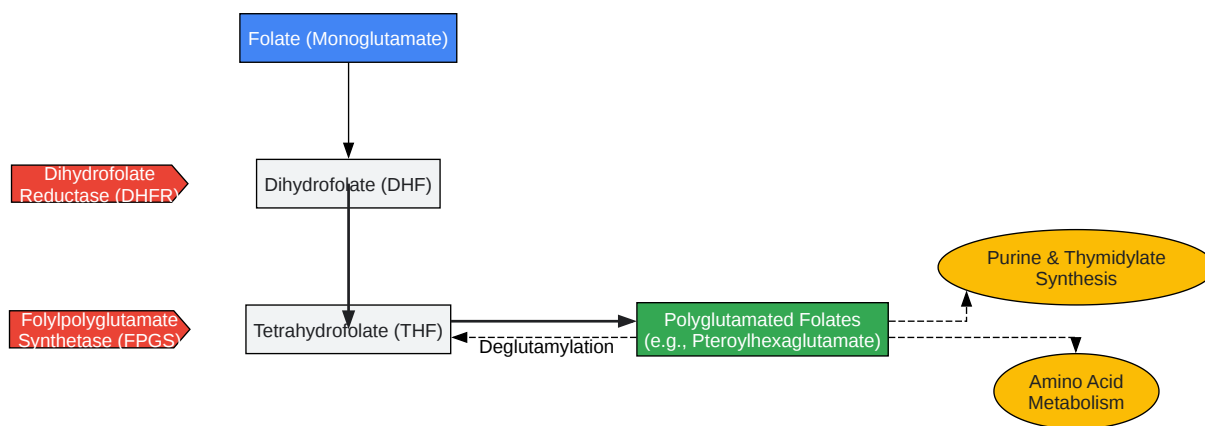 Folate (Monoglutamate)
Dihydrofolate
Reductase (DHFR)
Dihydrofolate (DHF)
Purine & Thymidylate
Synthesis
Folylpolyglutamate
Synthetase (FPGS)
Tetrahydrofolate (THF)
Deglutamylation
Polyglutamated Folates
(e.g., Pteroylhexaglutamate)
Amino Acid
Metabolism